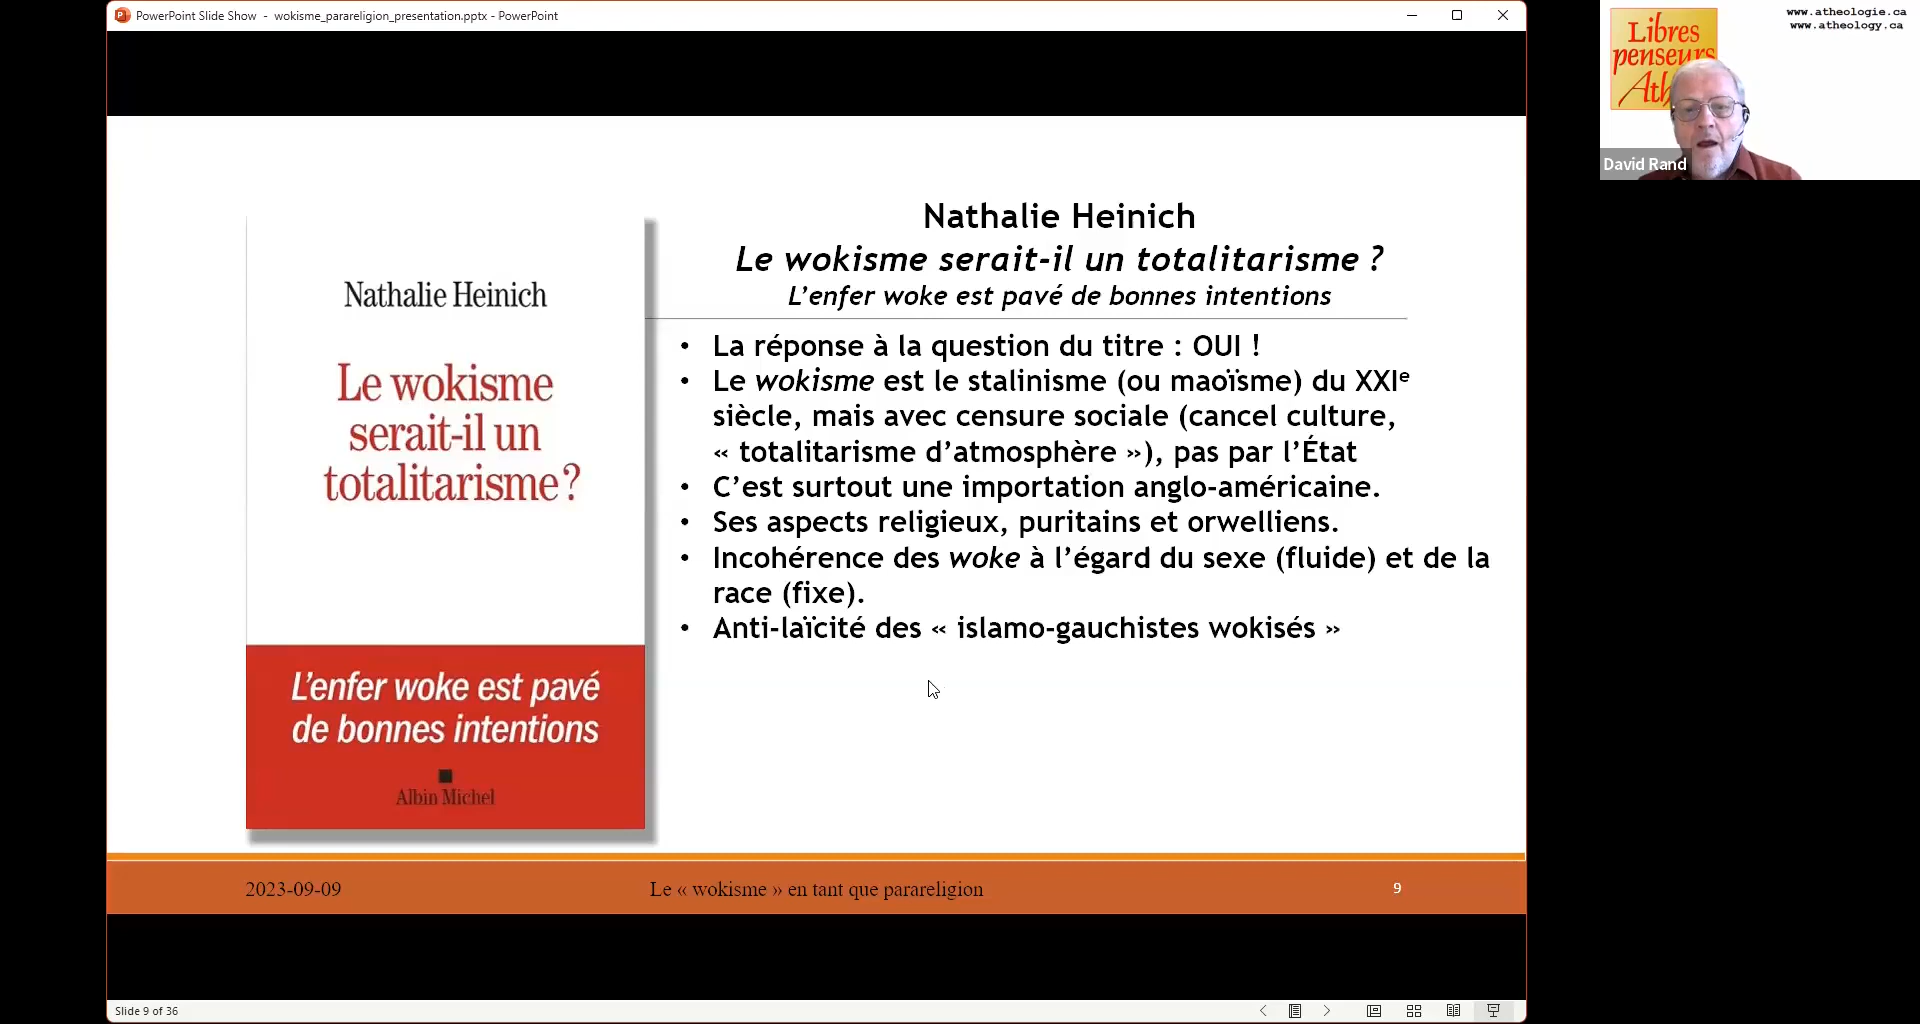 PowerPoint Slide Show - wokisme_parareligion_presentation.pptx - PowerPoint
www.atheologie.ca
www.atheology.ca
Libres
penseurs
Ath
David Rand
Nathalie Heinich
Le wokisme
serait-il un
totalitarisme ?
L'enfer woke est pavé
de bonnes intentions
Albin Michel
Nathalie Heinich
Le wokisme serait-il un totalitarisme ?
L'enfer woke est pavé de bonnes intentions
• La réponse à la question du titre : OUI !
• Le wokisme est le stalinisme (ou maoïsme) du XXIe
siècle, mais avec censure sociale (cancel culture,
« totalitarisme d'atmosphère »), pas par l'État
• C'est surtout une importation anglo-américaine.
• Ses aspects religieux, puritains et orwelliens.
• Incohérence des woke à l'égard du sexe (fluide) et de la
race (fixe).
• Anti-laïcité des « islamo-gauchistes wokisés »
2023-09-09
Le « wokisme » en tant que parareligion
9
Slide 9 of 36